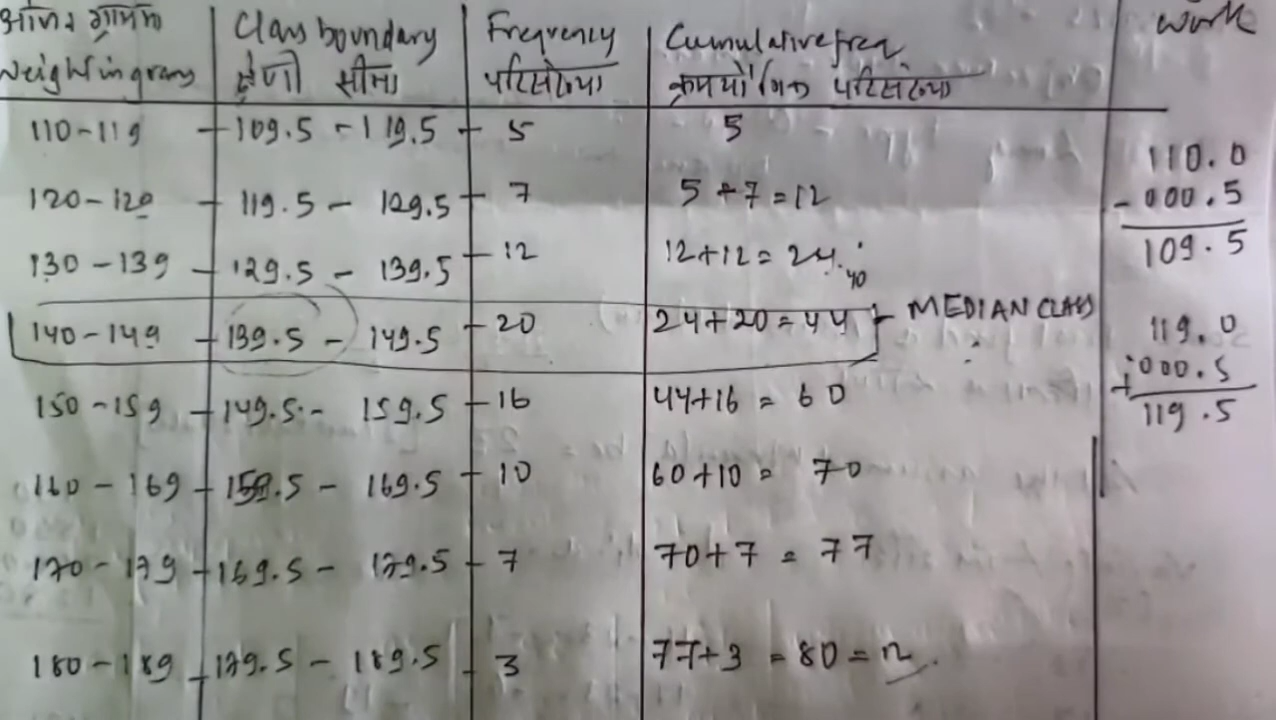 Weight in grams Class boundary Frequency Cumulative freq. Work
श्रेणी सीमा परिसंख्या परिसंख्या
110-119 - 109.5 - 119.5 - 5 5
120-129 - 119.5 - 129.5 - 7 5+7=12
130-139 - 129.5 - 139.5 - 12 12+12=24
40
140-149 - 139.5 - 149.5 - 20 24+20=44 - MEDIAN CLASS
150-159 - 149.5 - 159.5 - 16 44+16 = 60
160-169 - 159.5 - 169.5 - 10 60+10 = 70
170-179 - 169.5 - 179.5 - 7 70+7 = 77
180-189 - 179.5 - 189.5 - 3 77+3 = 80 = n
110.0
- 000.5
109.5
119.0
+ 000.5
119.5